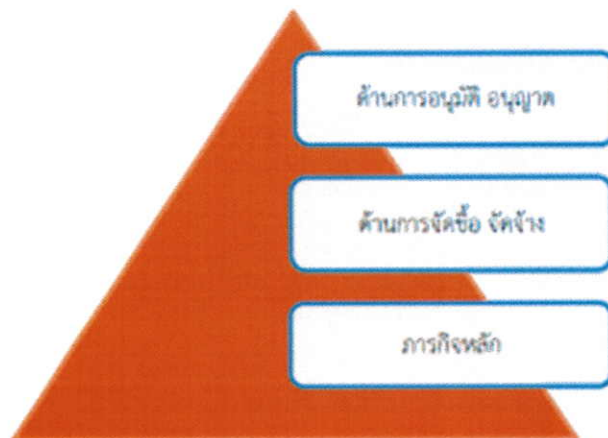 ด้านการอนุมัติ อนุญาต
ด้านการจัดซื้อ จัดจ้าง
ภารกิจหลัก